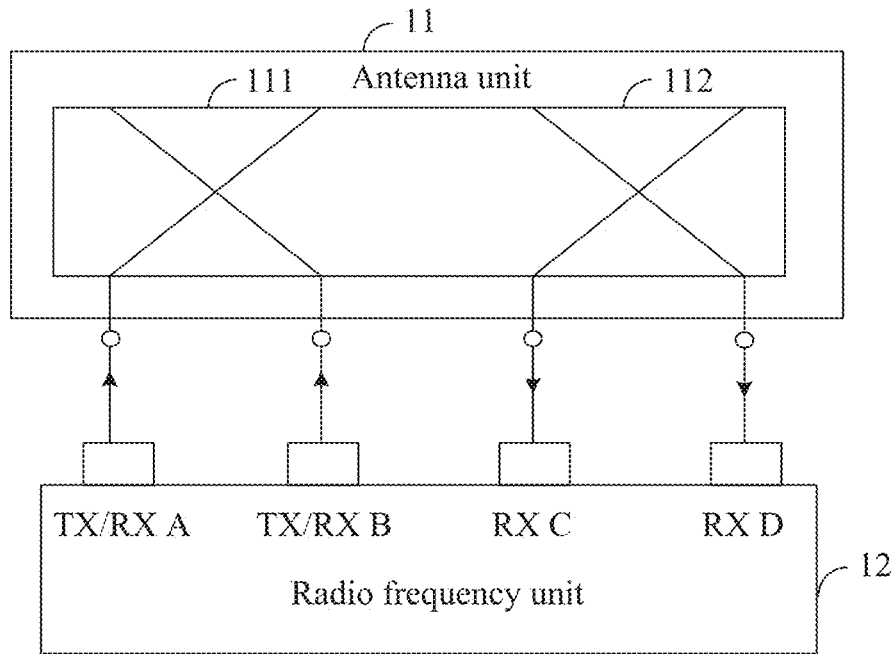 11
Antenna unit
111
112
TX/RX A
TX/RX B
RX C
RX D
Radio frequency unit
12